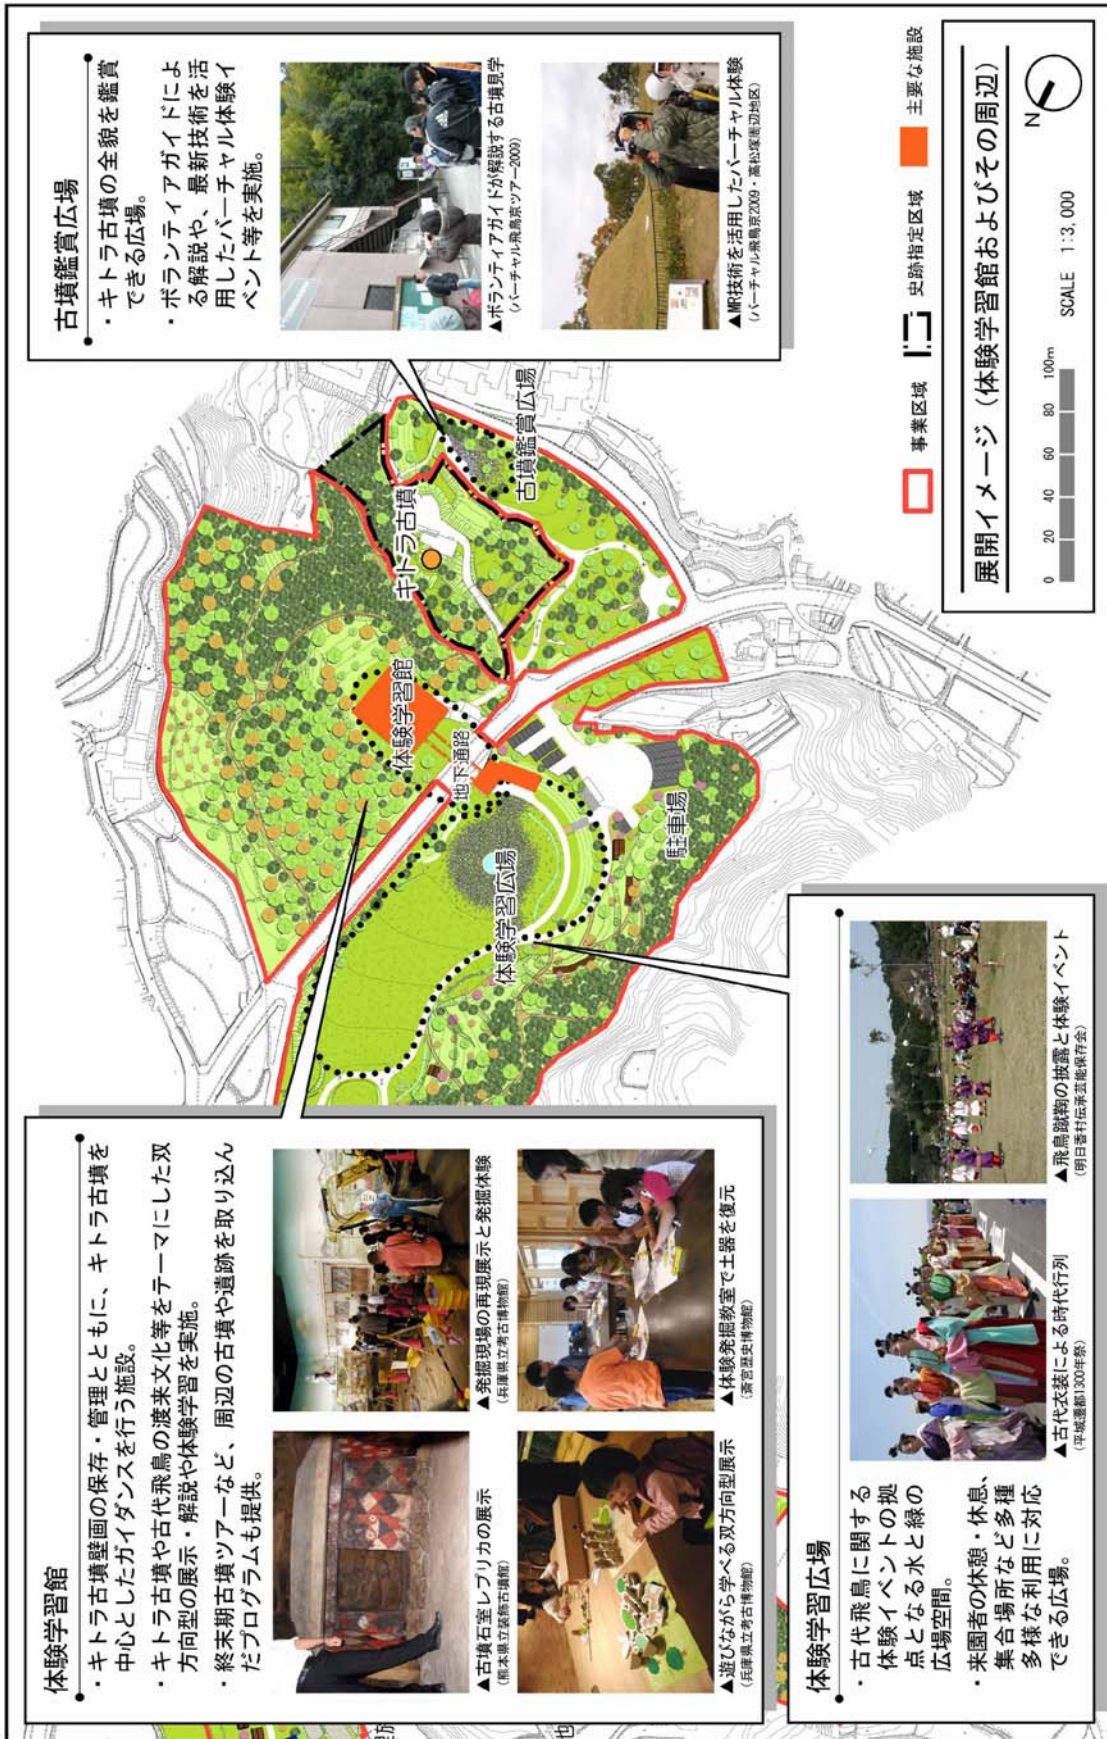 体験学習館
・キトラ古墳壁画の保存・管理とともに、キトラ古墳を
中心としたガイダンスを行う施設。
・キトラ古墳や古代飛鳥の渡来文化等をテーマにした双
方向型の展示・解説や体験学習を実施。
・終末期古墳ツアーなど、周辺の古墳や遺跡を取り込ん
だプログラムも提供。
▲古墳石室レプリカの展示
(熊本県立装飾古墳館)
▲発掘現場の再現展示と発掘体験
(兵庫県立考古博物館)
▲遊びながら学べる双方向型展示
(兵庫県立考古博物館)
▲体験発掘教室で土器を復元
(斎宮歴史博物館)
古墳鑑賞広場
・キトラ古墳の全貌を鑑賞
できる広場。
・ボランティアガイドによ
る解説や、最新技術を活
用したバーチャル体験イ
ベント等を実施。
▲ボランティアガイドが解説する古墳見学
(バーチャル飛鳥京ツアー2009)
▲MR技術を活用したバーチャル体験
(バーチャル飛鳥京2009・高松塚周辺地区)
キトラ古墳
古墳鑑賞広場
体験学習館
地下通路
体験学習広場
駐車場
体験学習広場
・古代飛鳥に関する
体験イベントの拠
点となる水と緑の
広場空間。
・来園者の休憩・休息、
集合場所など多種
多様な利用に対応
できる広場。
▲古代衣装による時代行列
(平城遷都1300年祭)
▲飛鳥蹴鞠の披露と体験イベント
(明日香村伝承芸能保存会)
事業区域
史跡指定区域
主要な施設
展開イメージ（体験学習館およびその周辺）
0 20 40 60 80 100m
SCALE 1:3,000
N